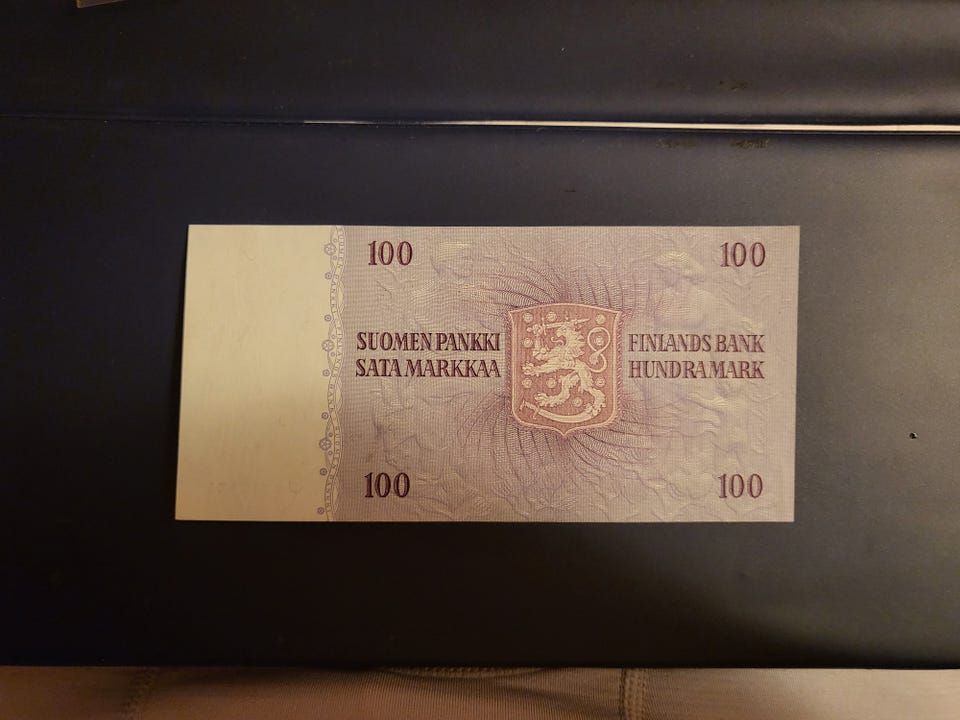 100 100
SUOMEN PANKKI FINLANDS BANK
SATA MARKKAA HUNDRA MARK
100 100